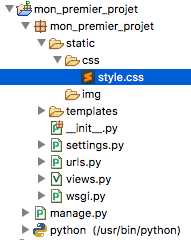 mon_premier_projet
mon_premier_projet
static
css
style.css
img
templates
__init__.py
settings.py
urls.py
views.py
wsgi.py
manage.py
python (/usr/bin/python)